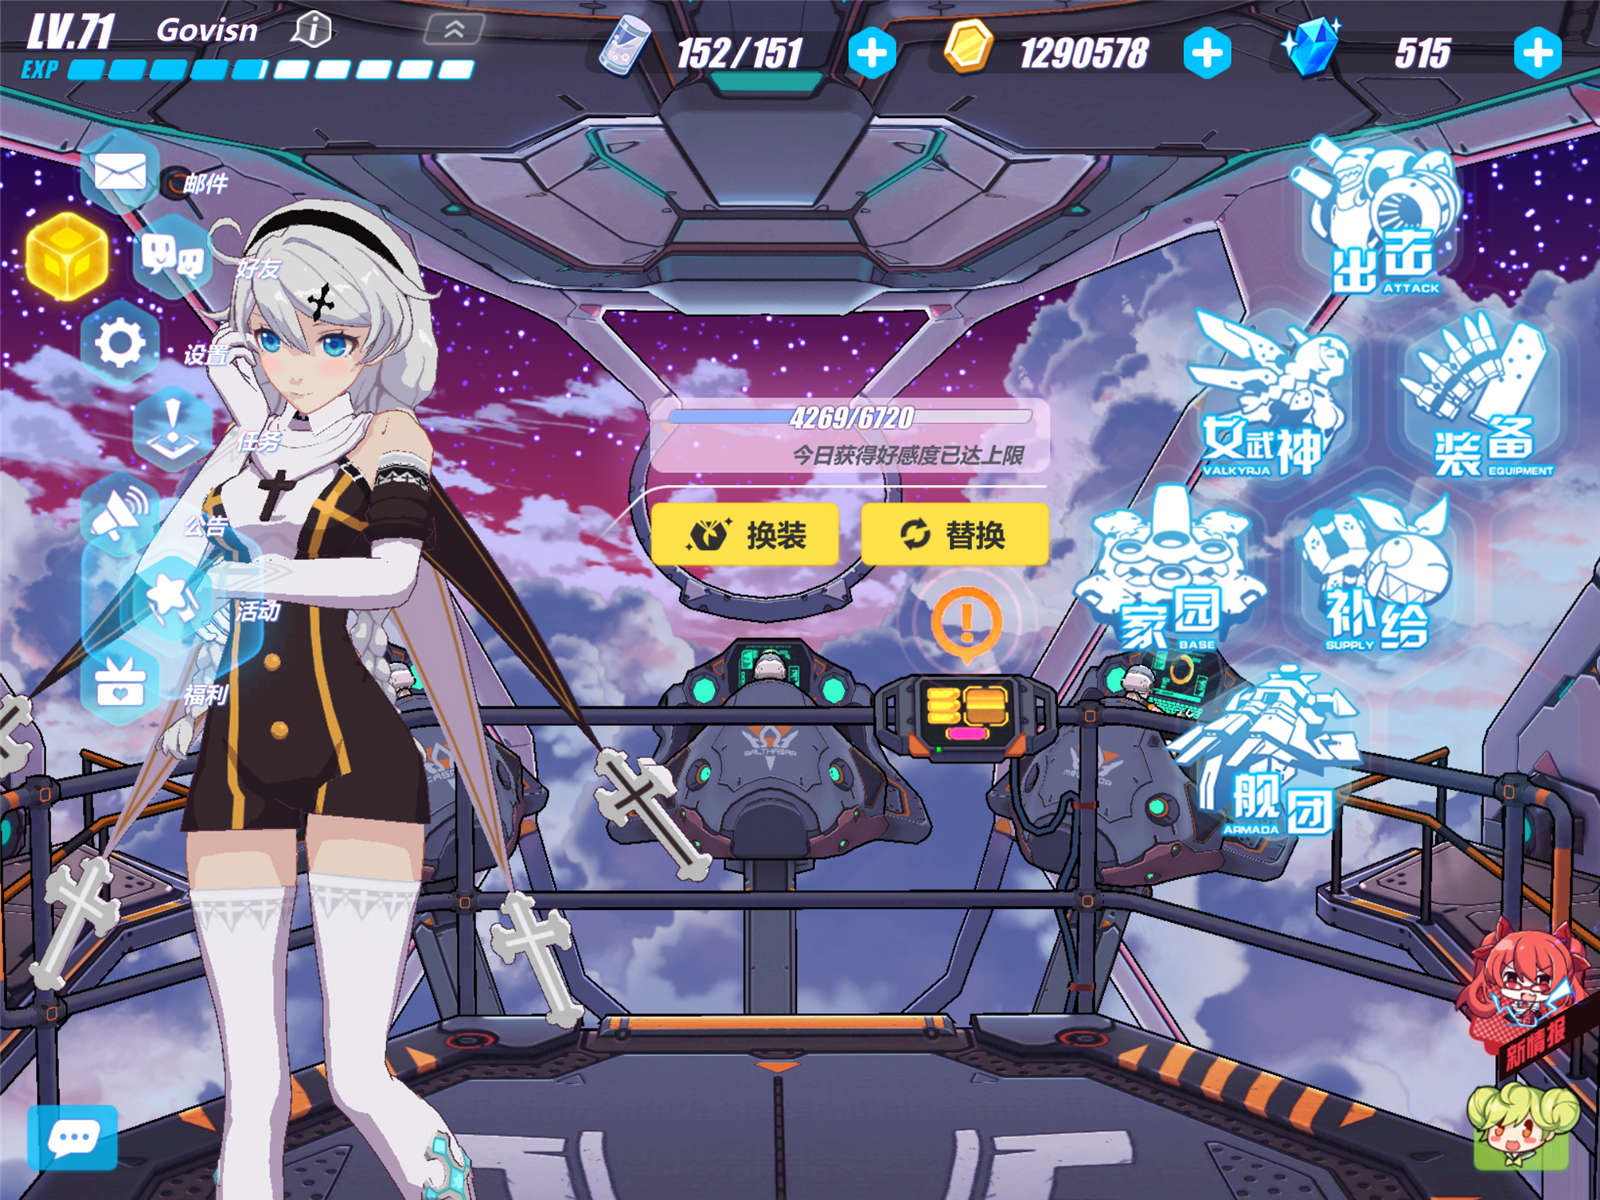 LV.71 Govisn
EXP
152/151
1290578
515
邮件
好友
设置
任务
公告
活动
福利
4269/6720
今日获得好感度已达上限
换装
替换
出击
ATTACK
女武神
VALKYRJA
装备
EQUIPMENT
家园
BASE
补给
SUPPLY
舰团
ARMADA
BALTHASAR
新情报